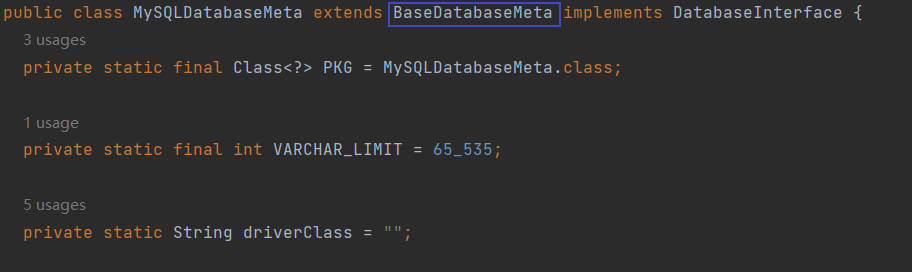 public class MySQLDatabaseMeta extends BaseDatabaseMeta implements DatabaseInterface {
3 usages
private static final Class<?> PKG = MySQLDatabaseMeta.class;
1 usage
private static final int VARCHAR_LIMIT = 65_535;
5 usages
private static String driverClass = "";